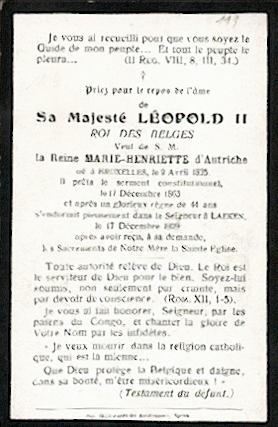 113
Je vous ai recueilli pour que vous soyez le
Guide de mon peuple... Et tout le peuple le
pleura... (II REG. VIII, 8, III, 34.)
Priez pour le repos de l'âme
de
Sa Majesté LÉOPOLD II
ROI DES BELGES
Veuf de S. M.
la Reine MARIE-HENRIETTE d'Autriche
né à BRUXELLES, le 9 Avril 1835
Il prêta le serment constitutionnel,
le 17 Décembre 1865
et après un glorieux règne de 44 ans
s'endormit pieusement dans le Seigneur à LAEKEN,
le 17 Décembre 1909
après avoir reçu, à sa demande,
les Sacrements de Notre Mère la Sainte Eglise.
Toute autorité relève de Dieu. Le Roi est
le serviteur de Dieu pour le bien. Soyez-lui
soumis, non seulement par crainte, mais
par devoir de conscience. (ROM. XII, 1-5).
Je vous ai fait honorer, Seigneur, par les
païens du Congo, et chanter la gloire de
Votre Nom par les infidèles.
« Je veux mourir dans la religion catholi-
que, qui est la mienne...
Que Dieu protège la Belgique et daigne,
dans sa bonté, m'être miséricordieux ! »
(Testament du défunt.)